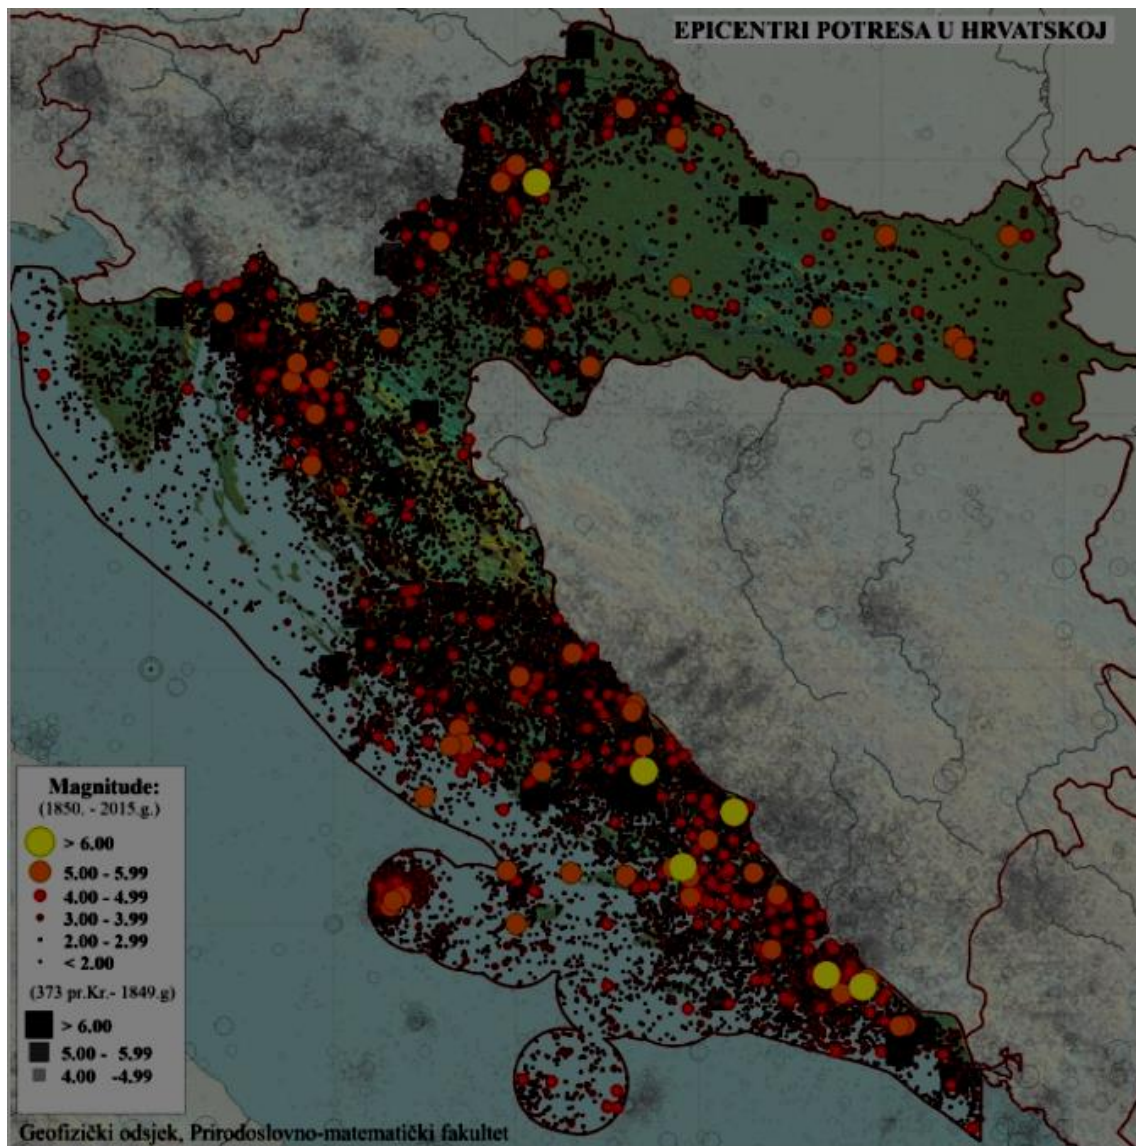 EPICENTRI POTRESA U HRVATSKOJ
Magnitude:
(1850. - 2015.g.)
> 6.00
5.00 - 5.99
4.00 - 4.99
3.00 - 3.99
2.00 - 2.99
< 2.00
(373 pr.Kr.- 1849.g)
> 6.00
5.00 - 5.99
4.00 -4.99
Geofizički odsjek, Prirodoslovno-matematički fakultet